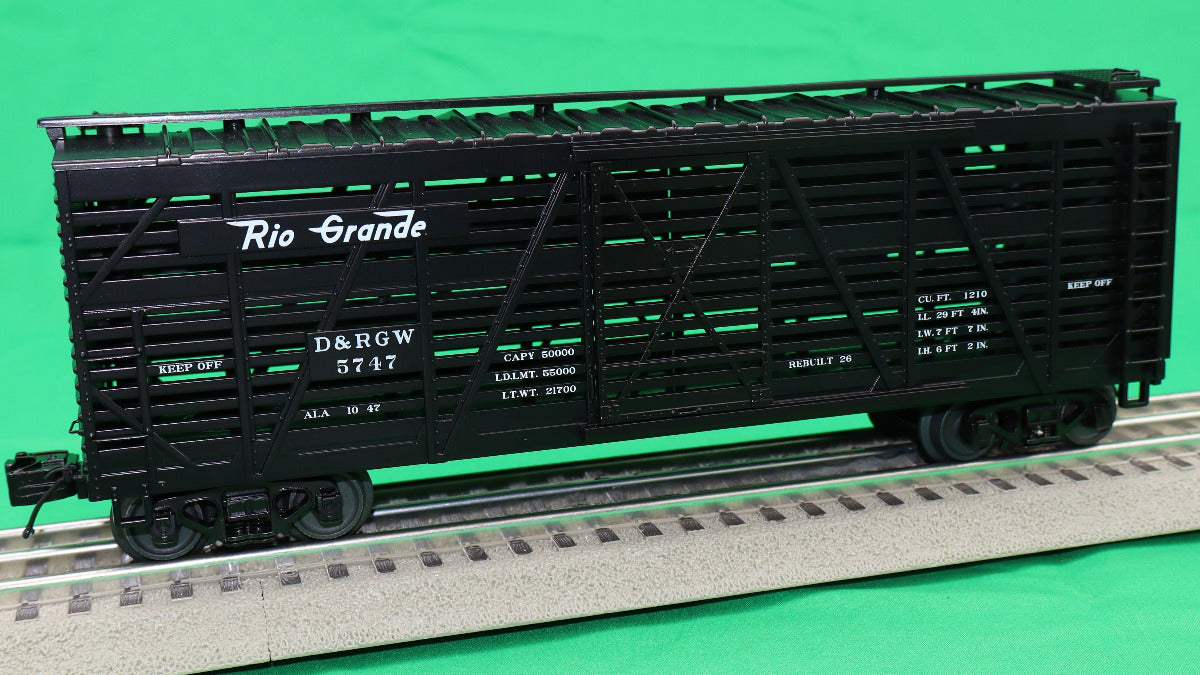 Rio Grande
D&RGW
5747
KEEP OFF
ALA 10 47
CAPY 50000
LD.LMT. 55000
LT.WT. 21700
REBUILT 26
CU. FT. 1210
I.L. 29 FT 4IN.
I.W. 7 FT 7 IN.
I.H. 6 FT 2 IN.
KEEP OFF